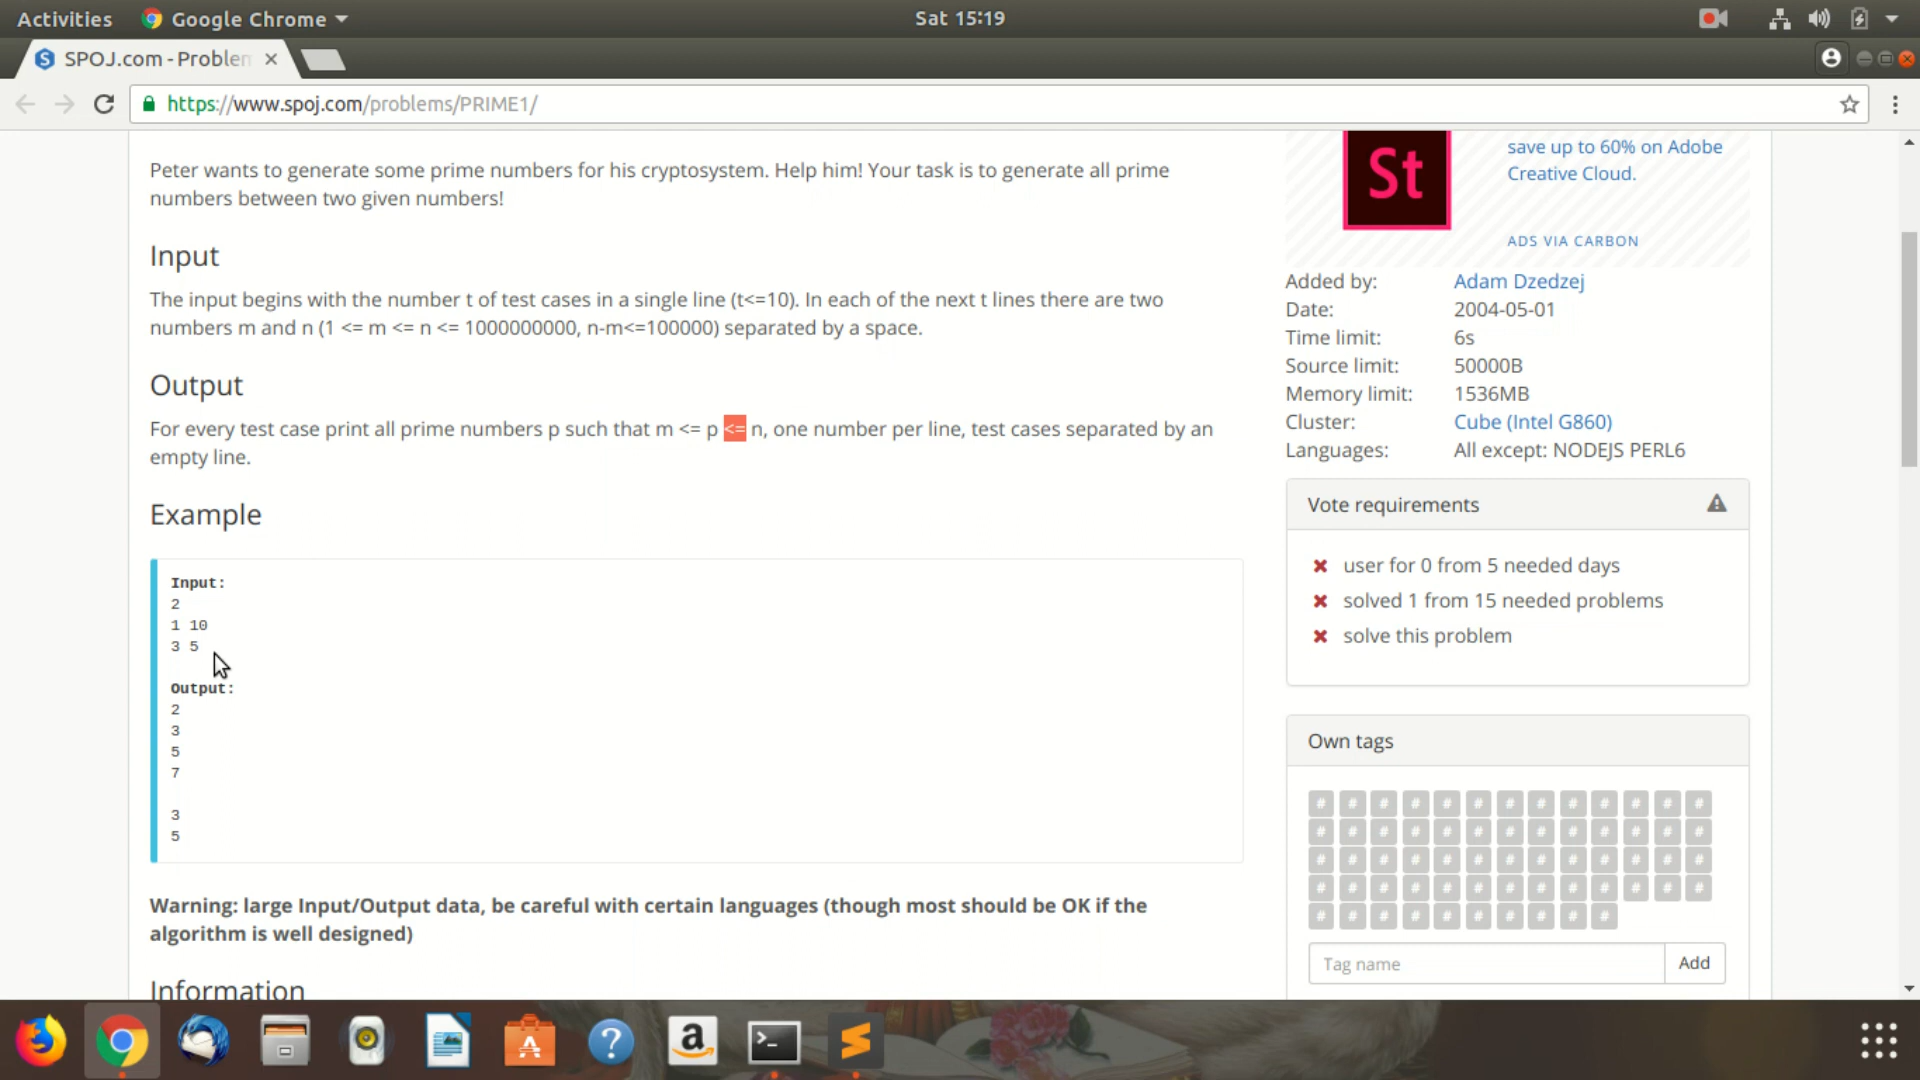 Activities Google Chrome Sat 15:19
SPOJ.com - Problem
https://www.spoj.com/problems/PRIME1/
Peter wants to generate some prime numbers for his cryptosystem. Help him! Your task is to generate all prime
numbers between two given numbers!
Input
The input begins with the number t of test cases in a single line (t<=10). In each of the next t lines there are two
numbers m and n (1 <= m <= n <= 1000000000, n-m<=100000) separated by a space.
Output
For every test case print all prime numbers p such that m <= p <= n, one number per line, test cases separated by an
empty line.
Example
Input:
2
1 10
3 5
Output:
2
3
5
7
3
5
Warning: large Input/Output data, be careful with certain languages (though most should be OK if the
algorithm is well designed)
Information
St
save up to 60% on Adobe
Creative Cloud.
ADS VIA CARBON
Added by: Adam Dzedzej
Date: 2004-05-01
Time limit: 6s
Source limit: 50000B
Memory limit: 1536MB
Cluster: Cube (Intel G860)
Languages: All except: NODEJS PERL6
Vote requirements
user for 0 from 5 needed days
solved 1 from 15 needed problems
solve this problem
Own tags
# # # # # # # # # # # # #
# # # # # # # # # # # # #
# # # # # # # # # # # # #
# # # # # # # # # # # # #
# # # # # # # # # #
Tag name Add